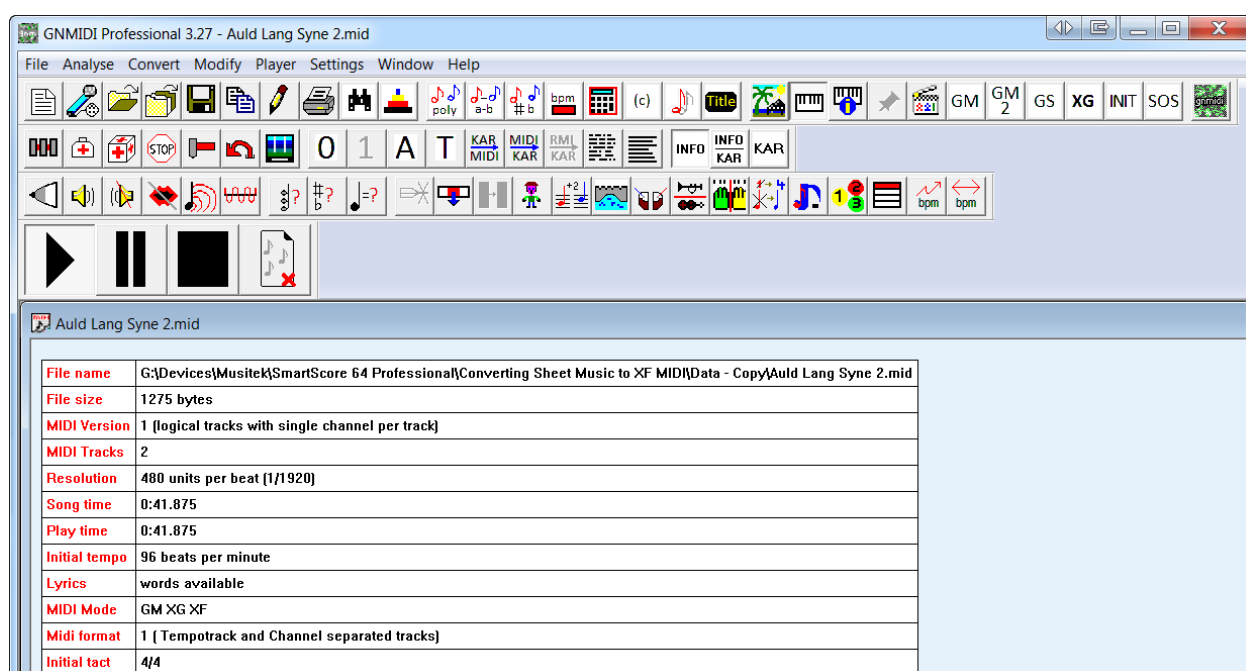 GNMIDI Professional 3.27 - Auld Lang Syne 2.mid
File Analyse Convert Modify Player Settings Window Help
poly a-b # b bpm (c) Title GM GM 2 GS XG INIT SOS gnmidi
STOP 0 1 A T KAR MIDI MIDI KAR RMI KAR INFO INFO KAR KAR
? # b ? =? +2 4 1 2 3 bpm bpm
Auld Lang Syne 2.mid
File name G:\Devices\Musitek\SmartScore 64 Professional\Converting Sheet Music to XF MIDI\Data - Copy\Auld Lang Syne 2.mid
File size 1275 bytes
MIDI Version 1 (logical tracks with single channel per track)
MIDI Tracks 2
Resolution 480 units per beat (1/1920)
Song time 0:41.875
Play time 0:41.875
Initial tempo 96 beats per minute
Lyrics words available
MIDI Mode GM XG XF
Midi format 1 ( Tempotrack and Channel separated tracks)
Initial tact 4/4